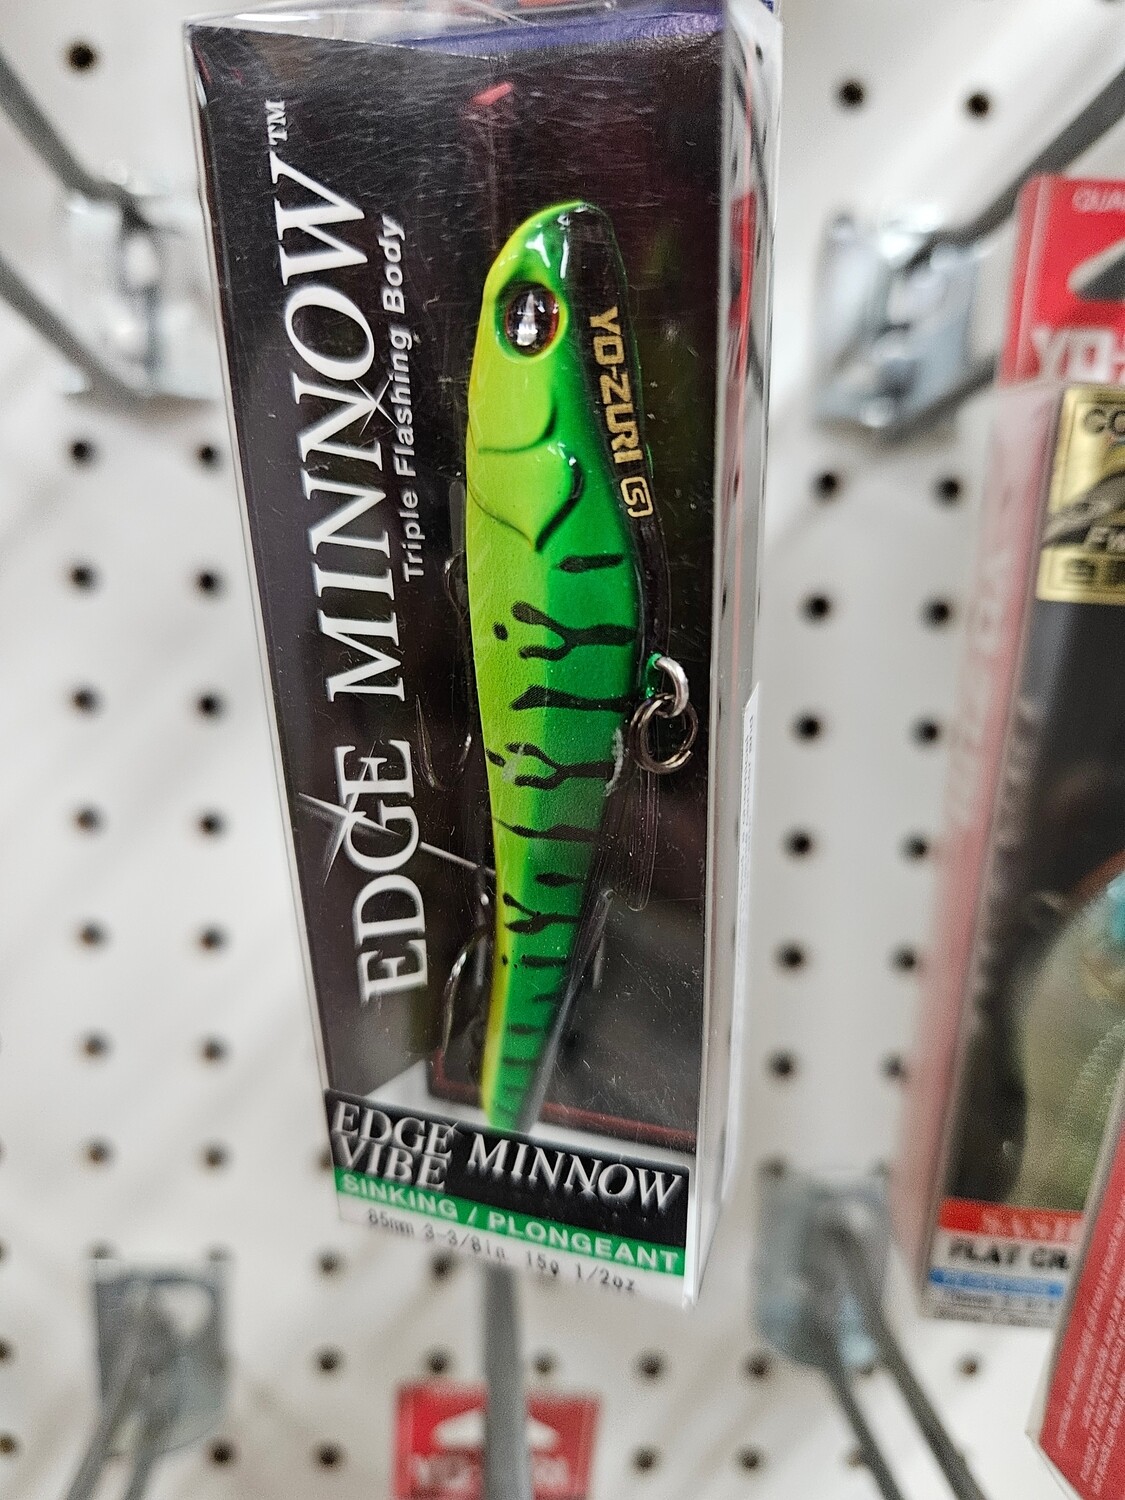 EDGE MINNOW™
Triple Flashing Body
YO-ZURI (S)
EDGE MINNOW
VIBE
SINKING / PLONGEANT
85mm 3-3/8in. 15g 1/2oz
FLAT